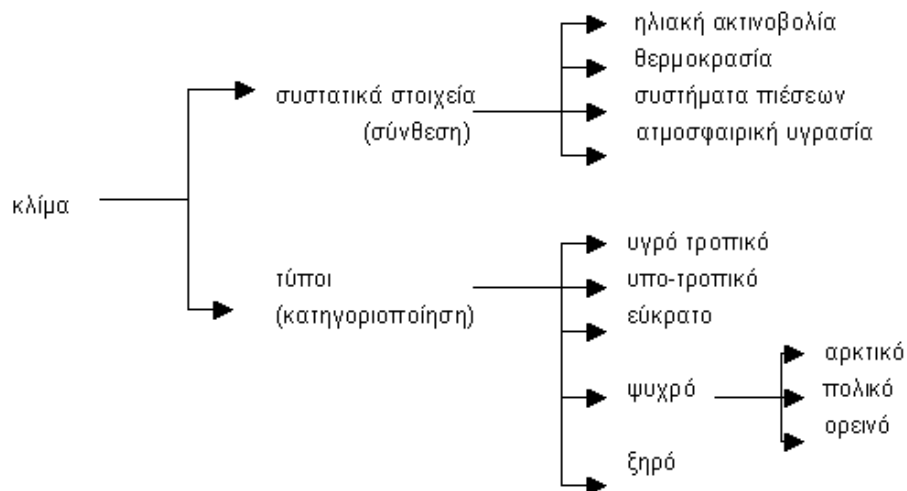 κλίμα
συστατικά στοιχεία
(σύνθεση)
ηλιακή ακτινοβολία
θερμοκρασία
συστήματα πιέσεων
ατμοσφαιρική υγρασία
τύποι
(κατηγοριοποίηση)
υγρό τροπικό
υπο-τροπικό
εύκρατο
ψυχρό
αρκτικό
πολικό
ορεινό
ξηρό